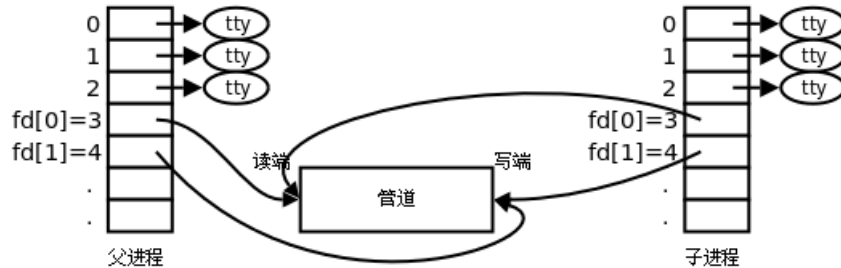 0 tty 0 tty
1 tty 1 tty
2 tty 2 tty
fd[0]=3 fd[0]=3
fd[1]=4 读端 写端 fd[1]=4
. 管道 .
. .
父进程 子进程